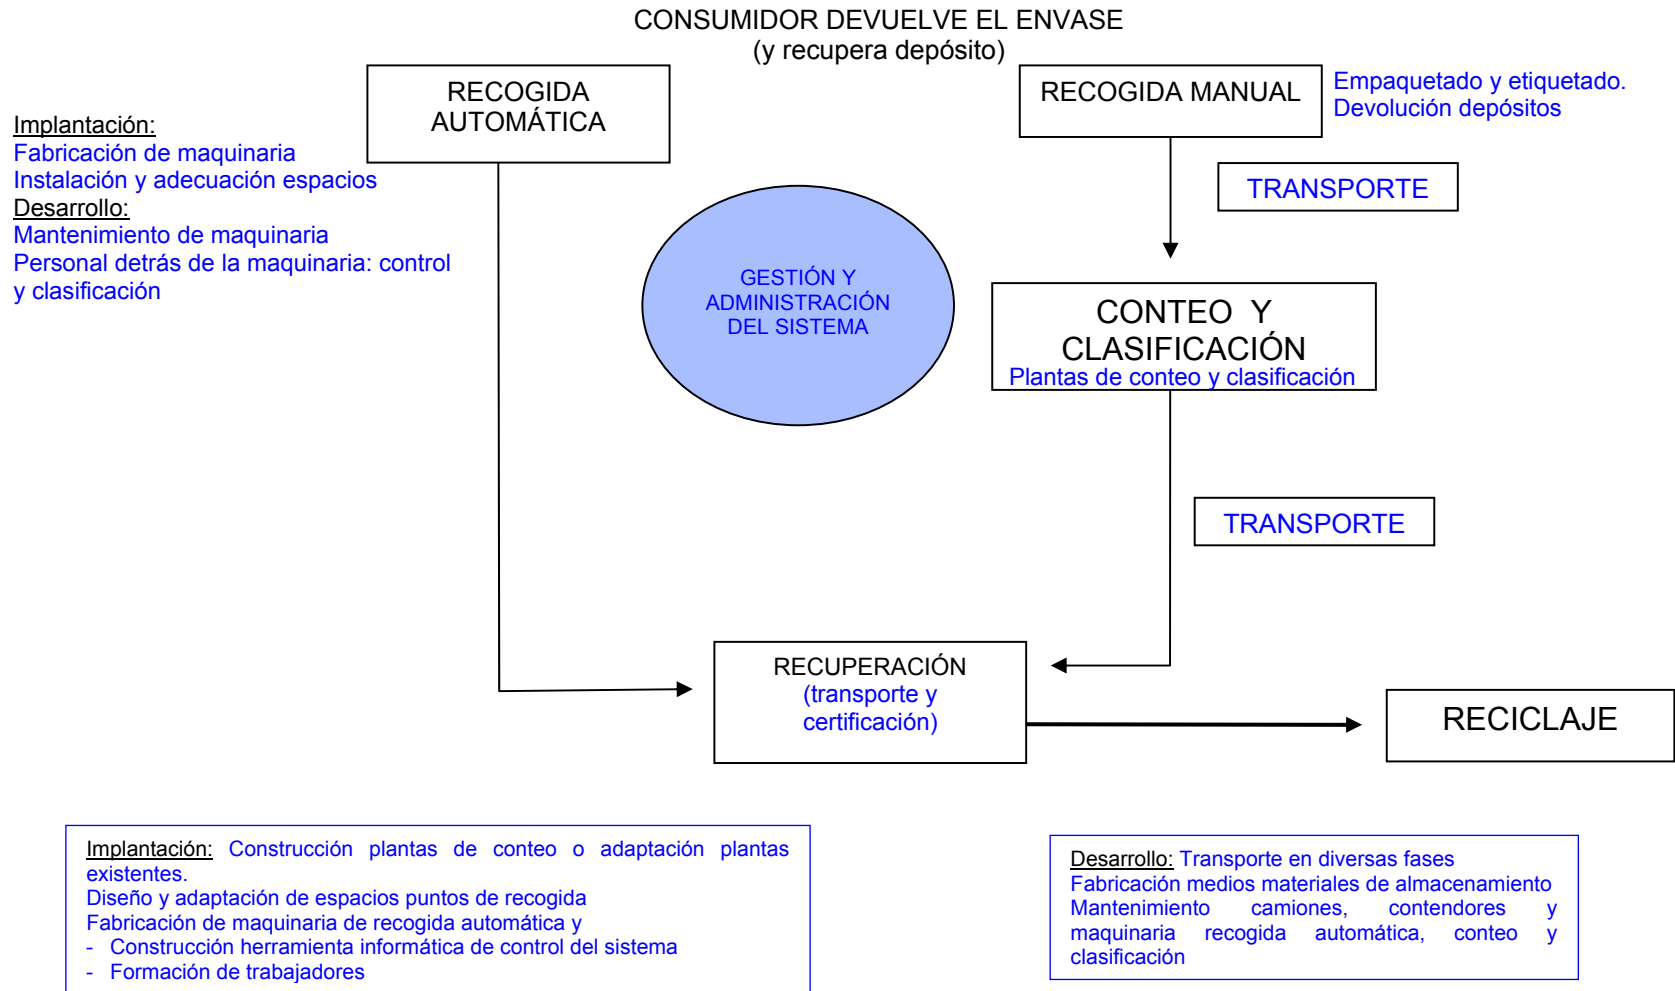 CONSUMIDOR DEVUELVE EL ENVASE
(y recupera depósito)
RECOGIDA
AUTOMÁTICA
RECOGIDA MANUAL
Empaquetado y etiquetado.
Devolución depósitos
Implantación:
Fabricación de maquinaria
Instalación y adecuación espacios
Desarrollo:
Mantenimiento de maquinaria
Personal detrás de la maquinaria: control
y clasificación
TRANSPORTE
GESTIÓN Y
ADMINISTRACIÓN
DEL SISTEMA
CONTEO Y
CLASIFICACIÓN
Plantas de conteo y clasificación
TRANSPORTE
RECUPERACIÓN
(transporte y
certificación)
RECICLAJE
Implantación: Construcción plantas de conteo o adaptación plantas
existentes.
Diseño y adaptación de espacios puntos de recogida
Fabricación de maquinaria de recogida automática y
- Construcción herramienta informática de control del sistema
- Formación de trabajadores
Desarrollo: Transporte en diversas fases
Fabricación medios materiales de almacenamiento
Mantenimiento camiones, contendores y
maquinaria recogida automática, conteo y
clasificación